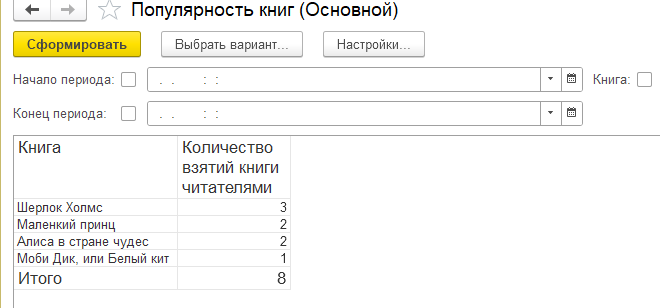 Популярность книг (Основной)
Сформировать Выбрать вариант... Настройки...
Начало периода: . . : : Книга:
Конец периода: . . : :
Книга Количество взятий книги читателями
Шерлок Холмс 3
Маленкий принц 2
Алиса в стране чудес 2
Моби Дик, или Белый кит 1
Итого 8